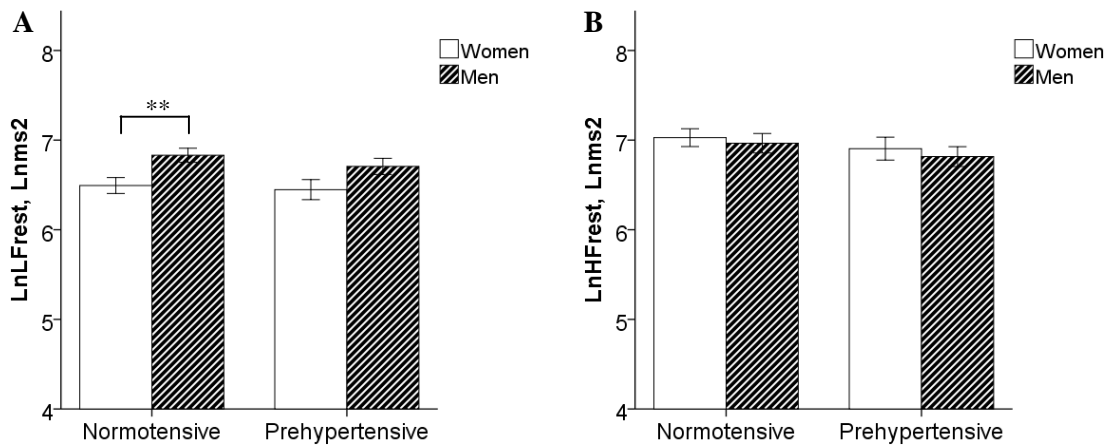 A
8
7
6
5
4
LnLFrest, Lnms2
**
Women
Men
Normotensive Prehypertensive
B
8
7
6
5
4
LnHFrest, Lnms2
Women
Men
Normotensive Prehypertensive